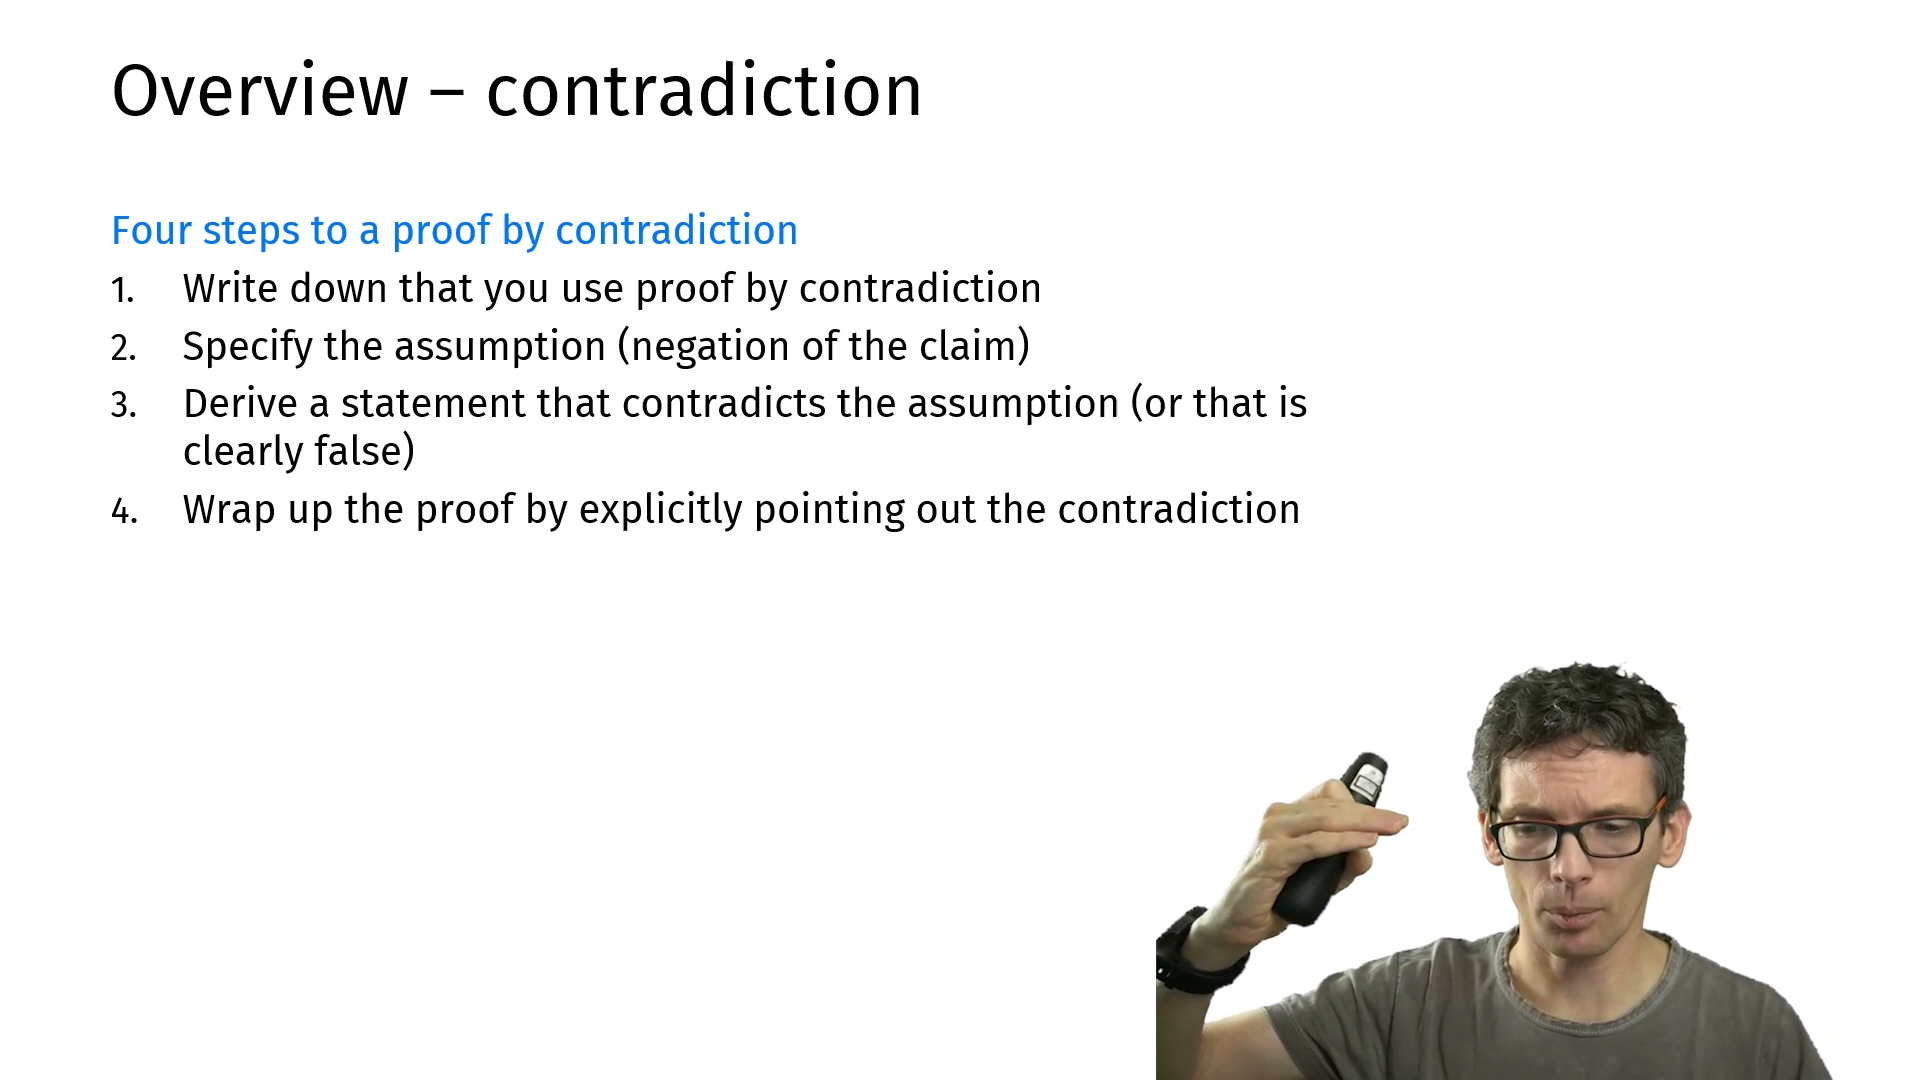 Overview – contradiction
Four steps to a proof by contradiction
1. Write down that you use proof by contradiction
2. Specify the assumption (negation of the claim)
3. Derive a statement that contradicts the assumption (or that is
clearly false)
4. Wrap up the proof by explicitly pointing out the contradiction